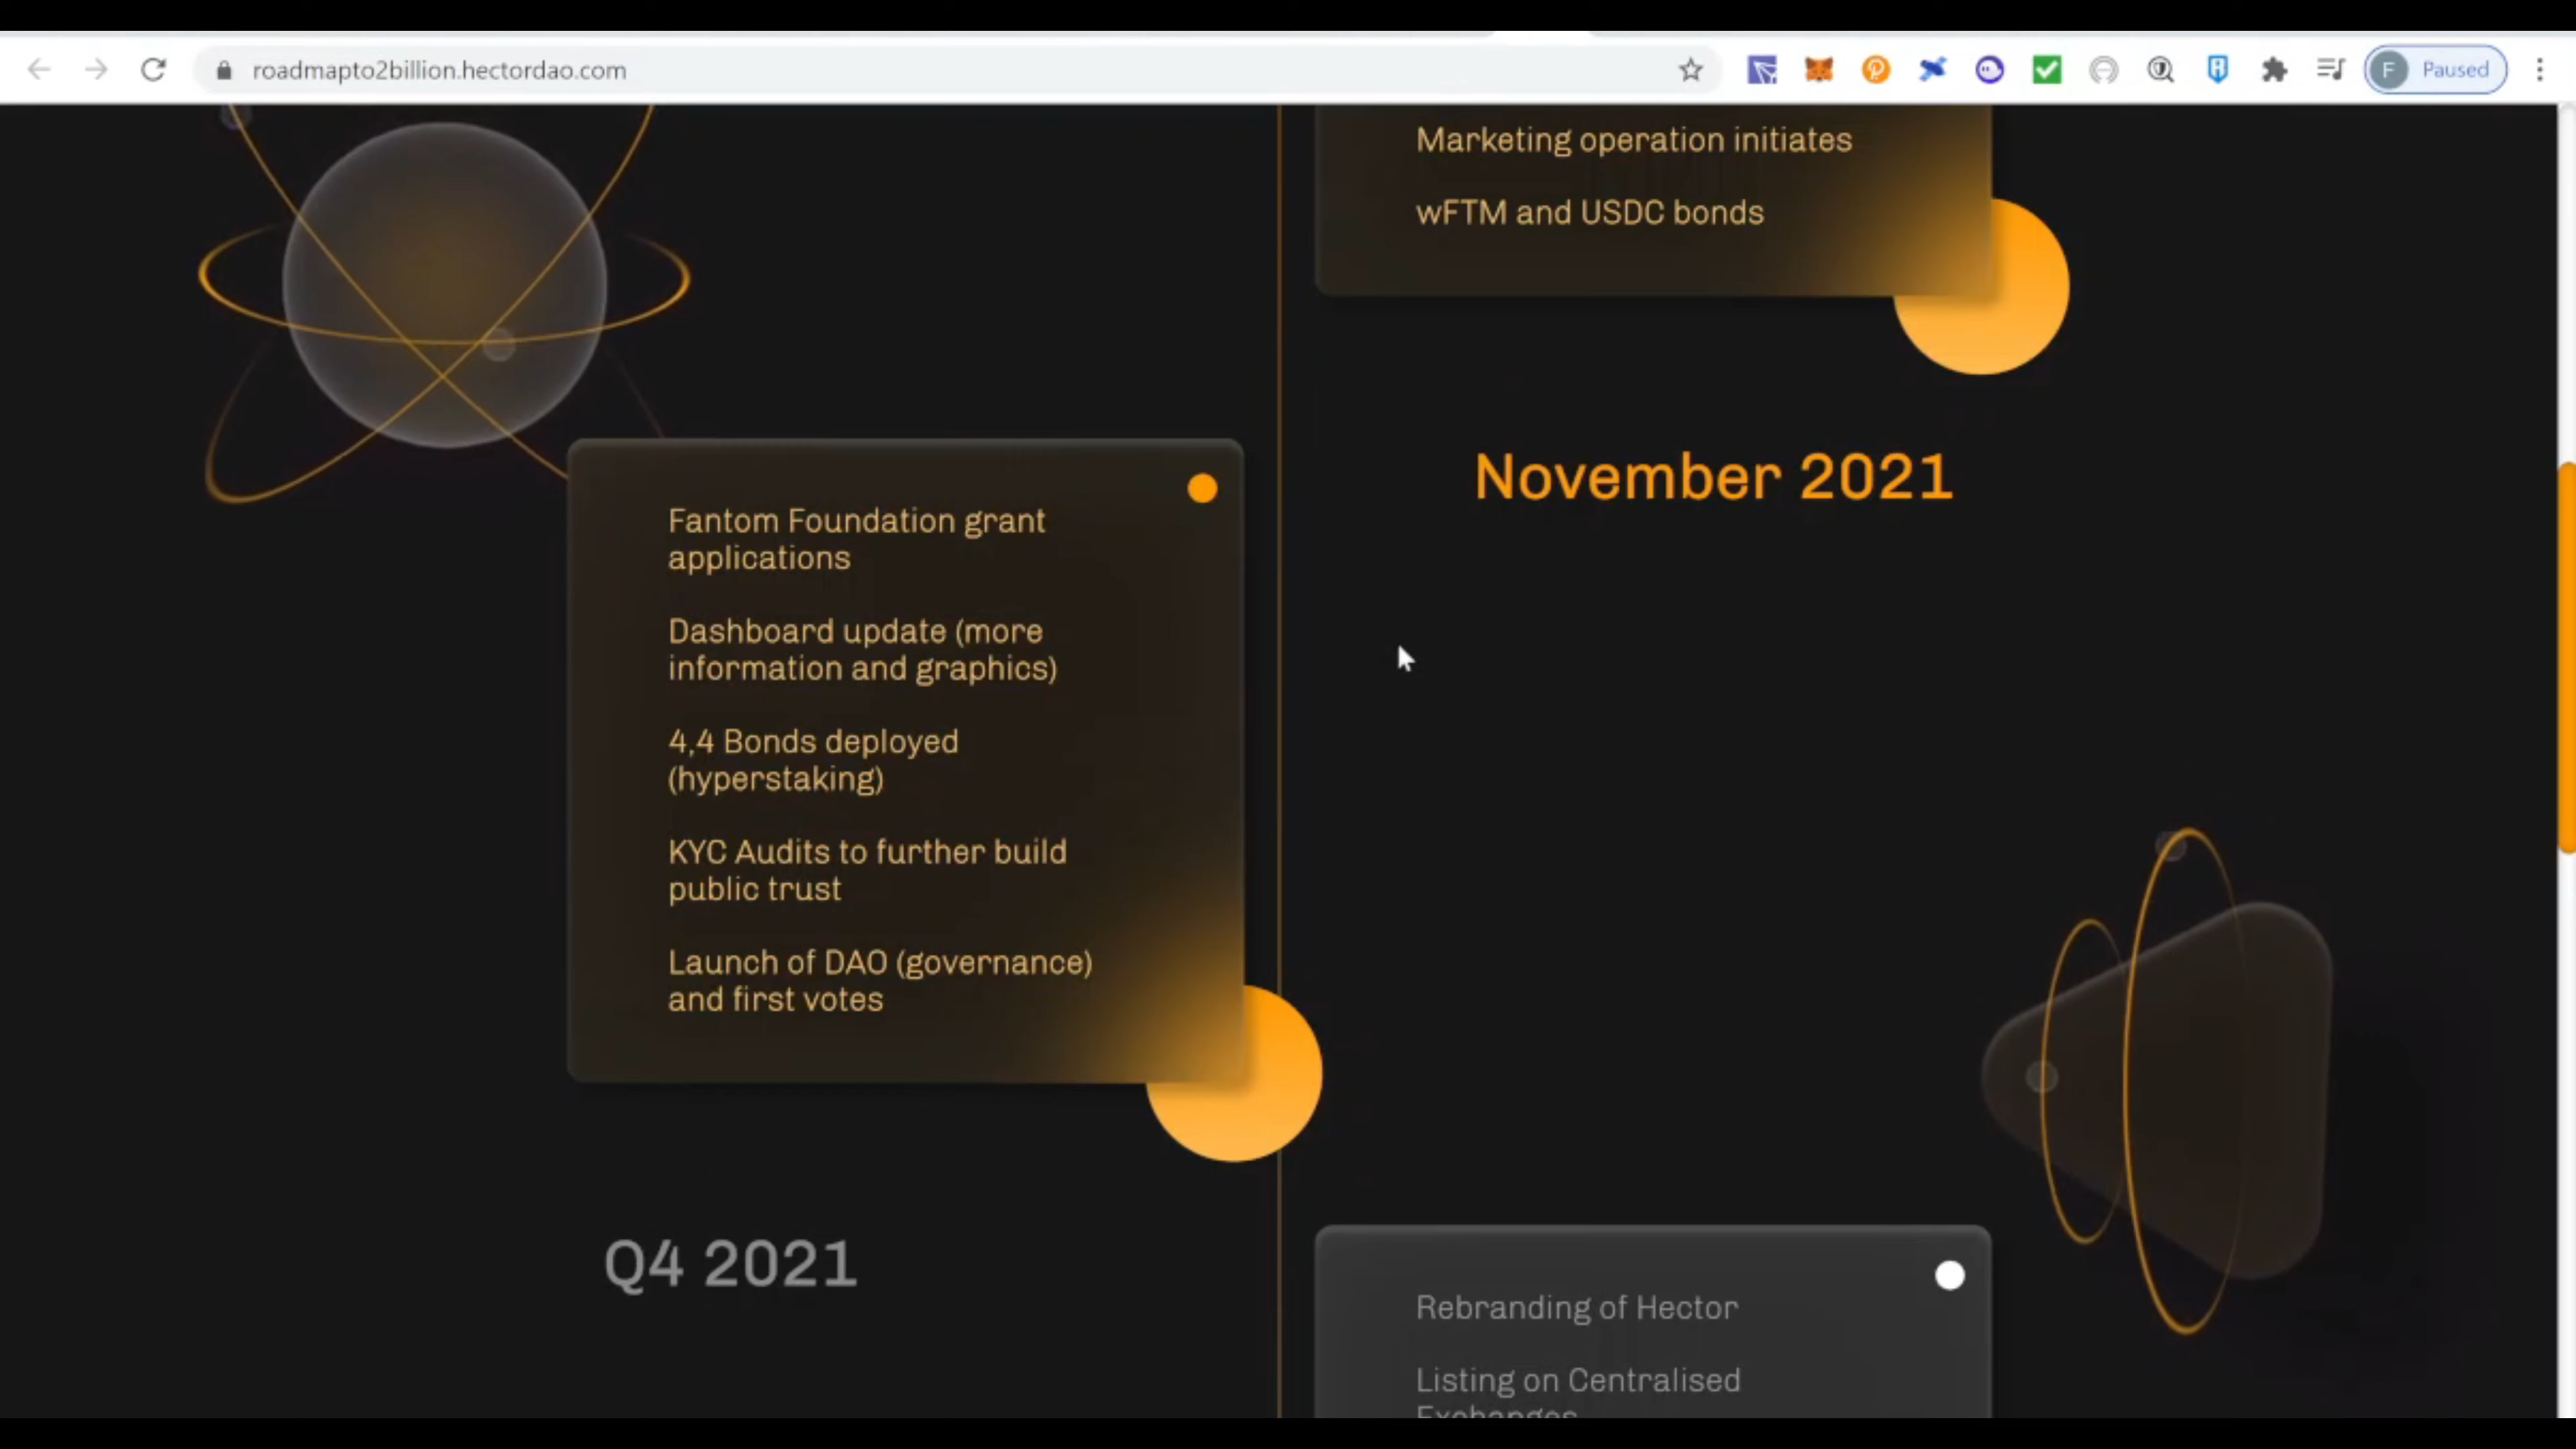 roadmapto2billion.hectordao.com
F Paused
Marketing operation initiates
wFTM and USDC bonds
November 2021
Fantom Foundation grant
applications
Dashboard update (more
information and graphics)
4,4 Bonds deployed
(hyperstaking)
KYC Audits to further build
public trust
Launch of DAO (governance)
and first votes
Q4 2021
Rebranding of Hector
Listing on Centralised
Exchanges